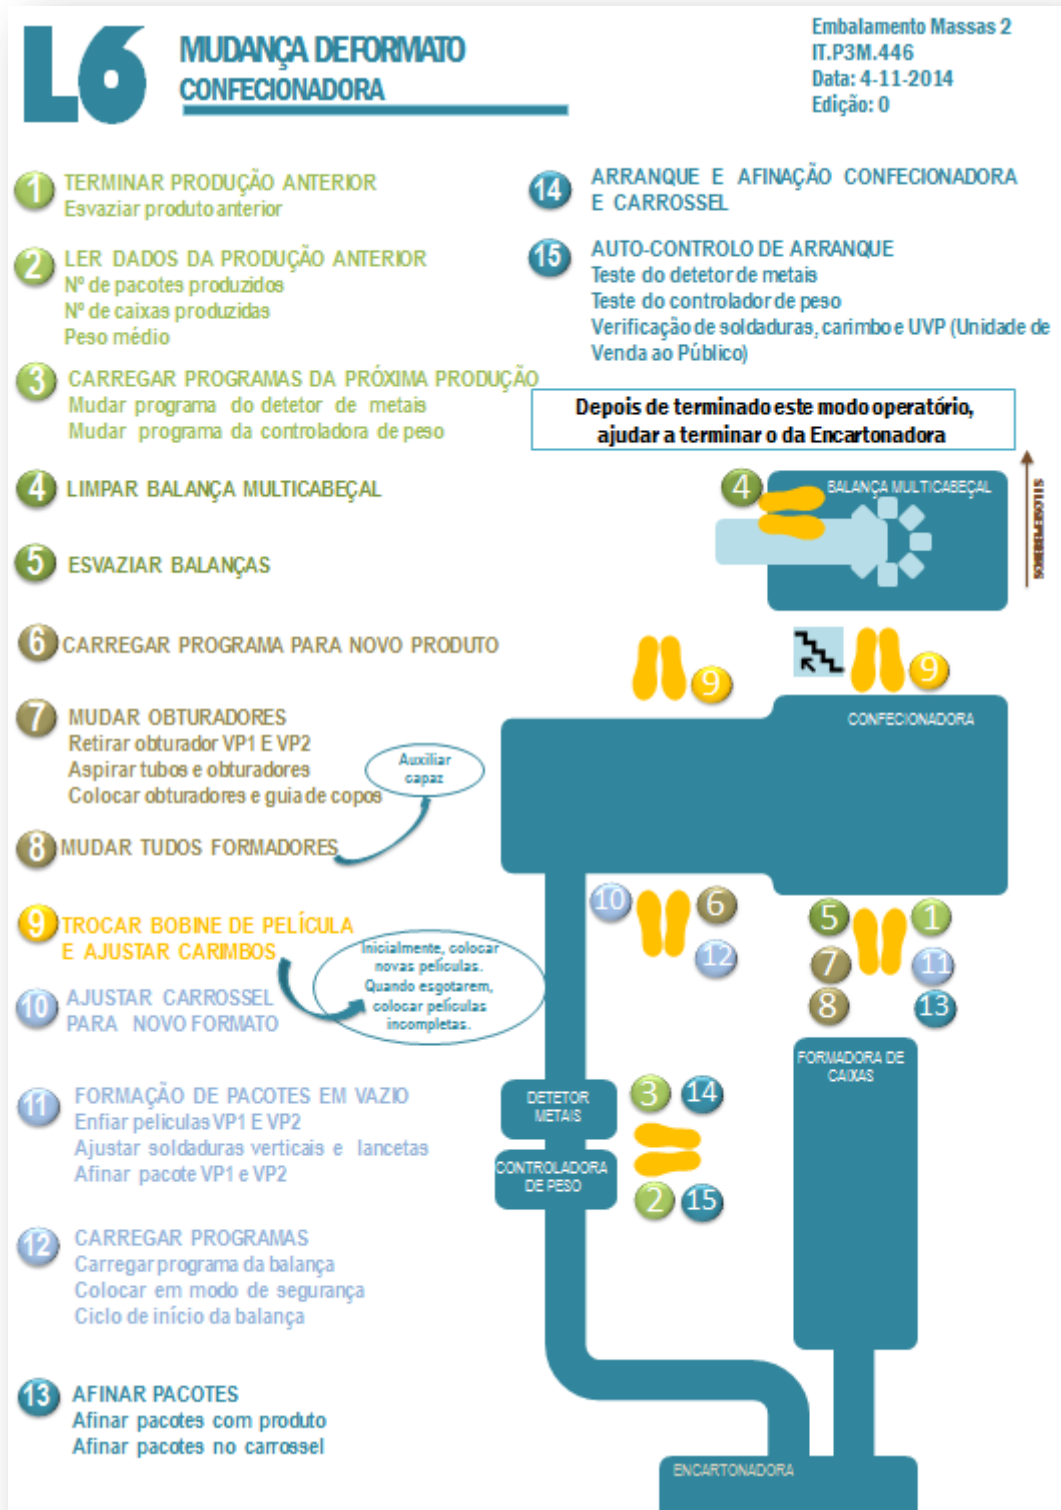 L6
MUDANÇA DEFORMATO
CONFECIONADORA
Embalamento Massas 2
IT.P3M.446
Data: 4-11-2014
Edição: 0
1 TERMINAR PRODUÇÃO ANTERIOR
Esvaziar produto anterior
2 LER DADOS DA PRODUÇÃO ANTERIOR
Nº de pacotes produzidos
Nº de caixas produzidas
Peso médio
3 CARREGAR PROGRAMAS DA PRÓXIMA PRODUÇÃO
Mudar programa do detetor de metais
Mudar programa da controladora de peso
4 LIMPAR BALANÇA MULTICABEÇAL
5 ESVAZIAR BALANÇAS
6 CARREGAR PROGRAMA PARA NOVO PRODUTO
7 MUDAR OBTURADORES
Retirar obturador VP1 E VP2
Aspirar tubos e obturadores
Colocar obturadores e guia de copos
Auxiliar
capaz
8 MUDAR TUDOS FORMADORES
9 TROCAR BOBINE DE PELÍCULA
E AJUSTAR CARIMBOS
Inicialmente, colocar
novas películas.
Quando esgotarem,
colocar películas
incompletas.
10 AJUSTAR CARROSSEL
PARA NOVO FORMATO
11 FORMAÇÃO DE PACOTES EM VAZIO
Enfiar peliculas VP1 E VP2
Ajustar soldaduras verticais e lancetas
Afinar pacote VP1 e VP2
12 CARREGAR PROGRAMAS
Carregar programa da balança
Colocar em modo de segurança
Ciclo de início da balança
13 AFINAR PACOTES
Afinar pacotes com produto
Afinar pacotes no carrossel
14 ARRANQUE E AFINAÇÃO CONFECIONADORA
E CARROSSEL
15 AUTO-CONTROLO DE ARRANQUE
Teste do detetor de metais
Teste do controlador de peso
Verificação de soldaduras, carimbo e UVP (Unidade de
Venda ao Público)
Depois de terminado este modo operatório,
ajudar a terminar o da Encartonadora
4
BALANÇA MULTICABEÇAL
9
9
CONFECIONADORA
10
6
12
5
1
7
11
8
13
FORMADORA DE
CAIXAS
DETETOR
METAIS
3
14
CONTROLADORA
DE PESO
2
15
ENCARTONADORA